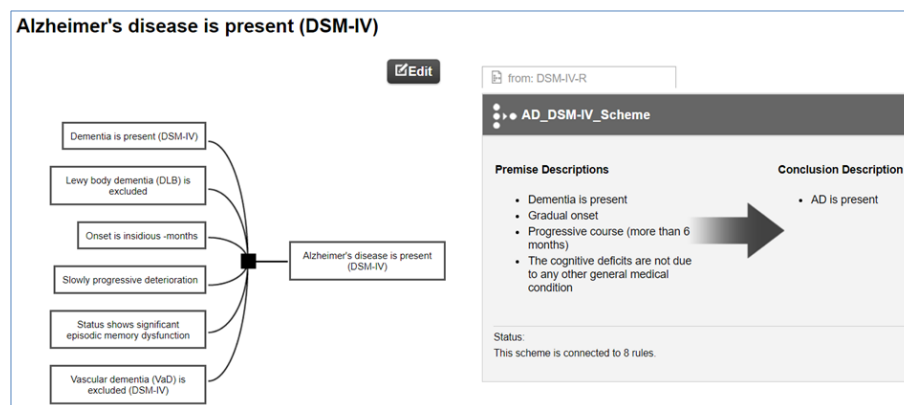 Alzheimer's disease is present (DSM-IV)
Edit
Dementia is present (DSM-IV)
Lewy body dementia (DLB) is
excluded
Onset is insidious -months
Slowly progressive deterioration
Status shows significant
episodic memory dysfunction
Vascular dementia (VaD) is
excluded (DSM-IV)
Alzheimer's disease is present
(DSM-IV)
from: DSM-IV-R
AD_DSM-IV_Scheme
Premise Descriptions
Dementia is present
Gradual onset
Progressive course (more than 6
months)
The cognitive deficits are not due
to any other general medical
condition
Conclusion Description
AD is present
Status:
This scheme is connected to 8 rules.